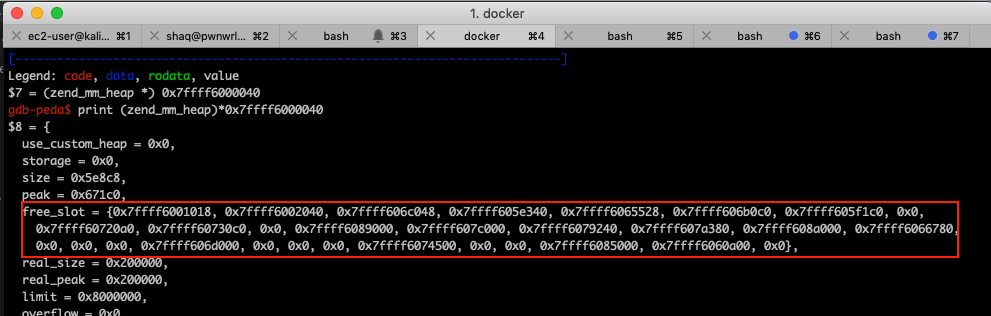 1. docker
ec2-user@kali... ⌘1 shaq@pwnwrl... ⌘2 bash ⌘3 docker ⌘4 bash ⌘5 bash ⌘6 bash ⌘7
Legend: code, data, rodata, value
$7 = (zend_mm_heap *) 0x7ffff6000040
gdb-peda$ print (zend_mm_heap)*0x7ffff6000040
$8 = {
use_custom_heap = 0x0,
storage = 0x0,
size = 0x5e8c8,
peak = 0x671c0,
free_slot = {0x7ffff6001018, 0x7ffff6002040, 0x7ffff606c048, 0x7ffff605e340, 0x7ffff6065528, 0x7ffff606b0c0, 0x7ffff605f1c0, 0x0,
0x7ffff60720a0, 0x7ffff60730c0, 0x0, 0x7ffff6089000, 0x7ffff607c000, 0x7ffff6079240, 0x7ffff607a380, 0x7ffff608a000, 0x7ffff6066780,
0x0, 0x0, 0x0, 0x7ffff606d000, 0x0, 0x0, 0x0, 0x7ffff6074500, 0x0, 0x0, 0x7ffff6085000, 0x7ffff6060a00, 0x0},
real_size = 0x200000,
real_peak = 0x200000,
limit = 0x8000000,
overflow = 0x0